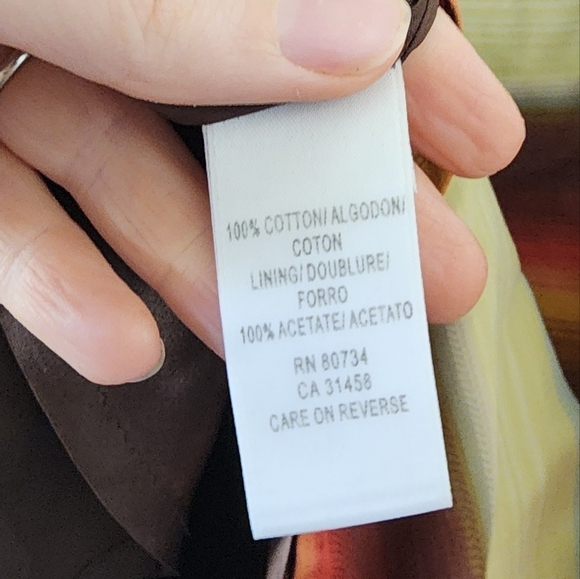 100% COTTON/ ALGODON/
COTON
LINING/ DOUBLURE/
FORRO
100% ACETATE/ ACETATO
RN 80734
CA 31458
CARE ON REVERSE